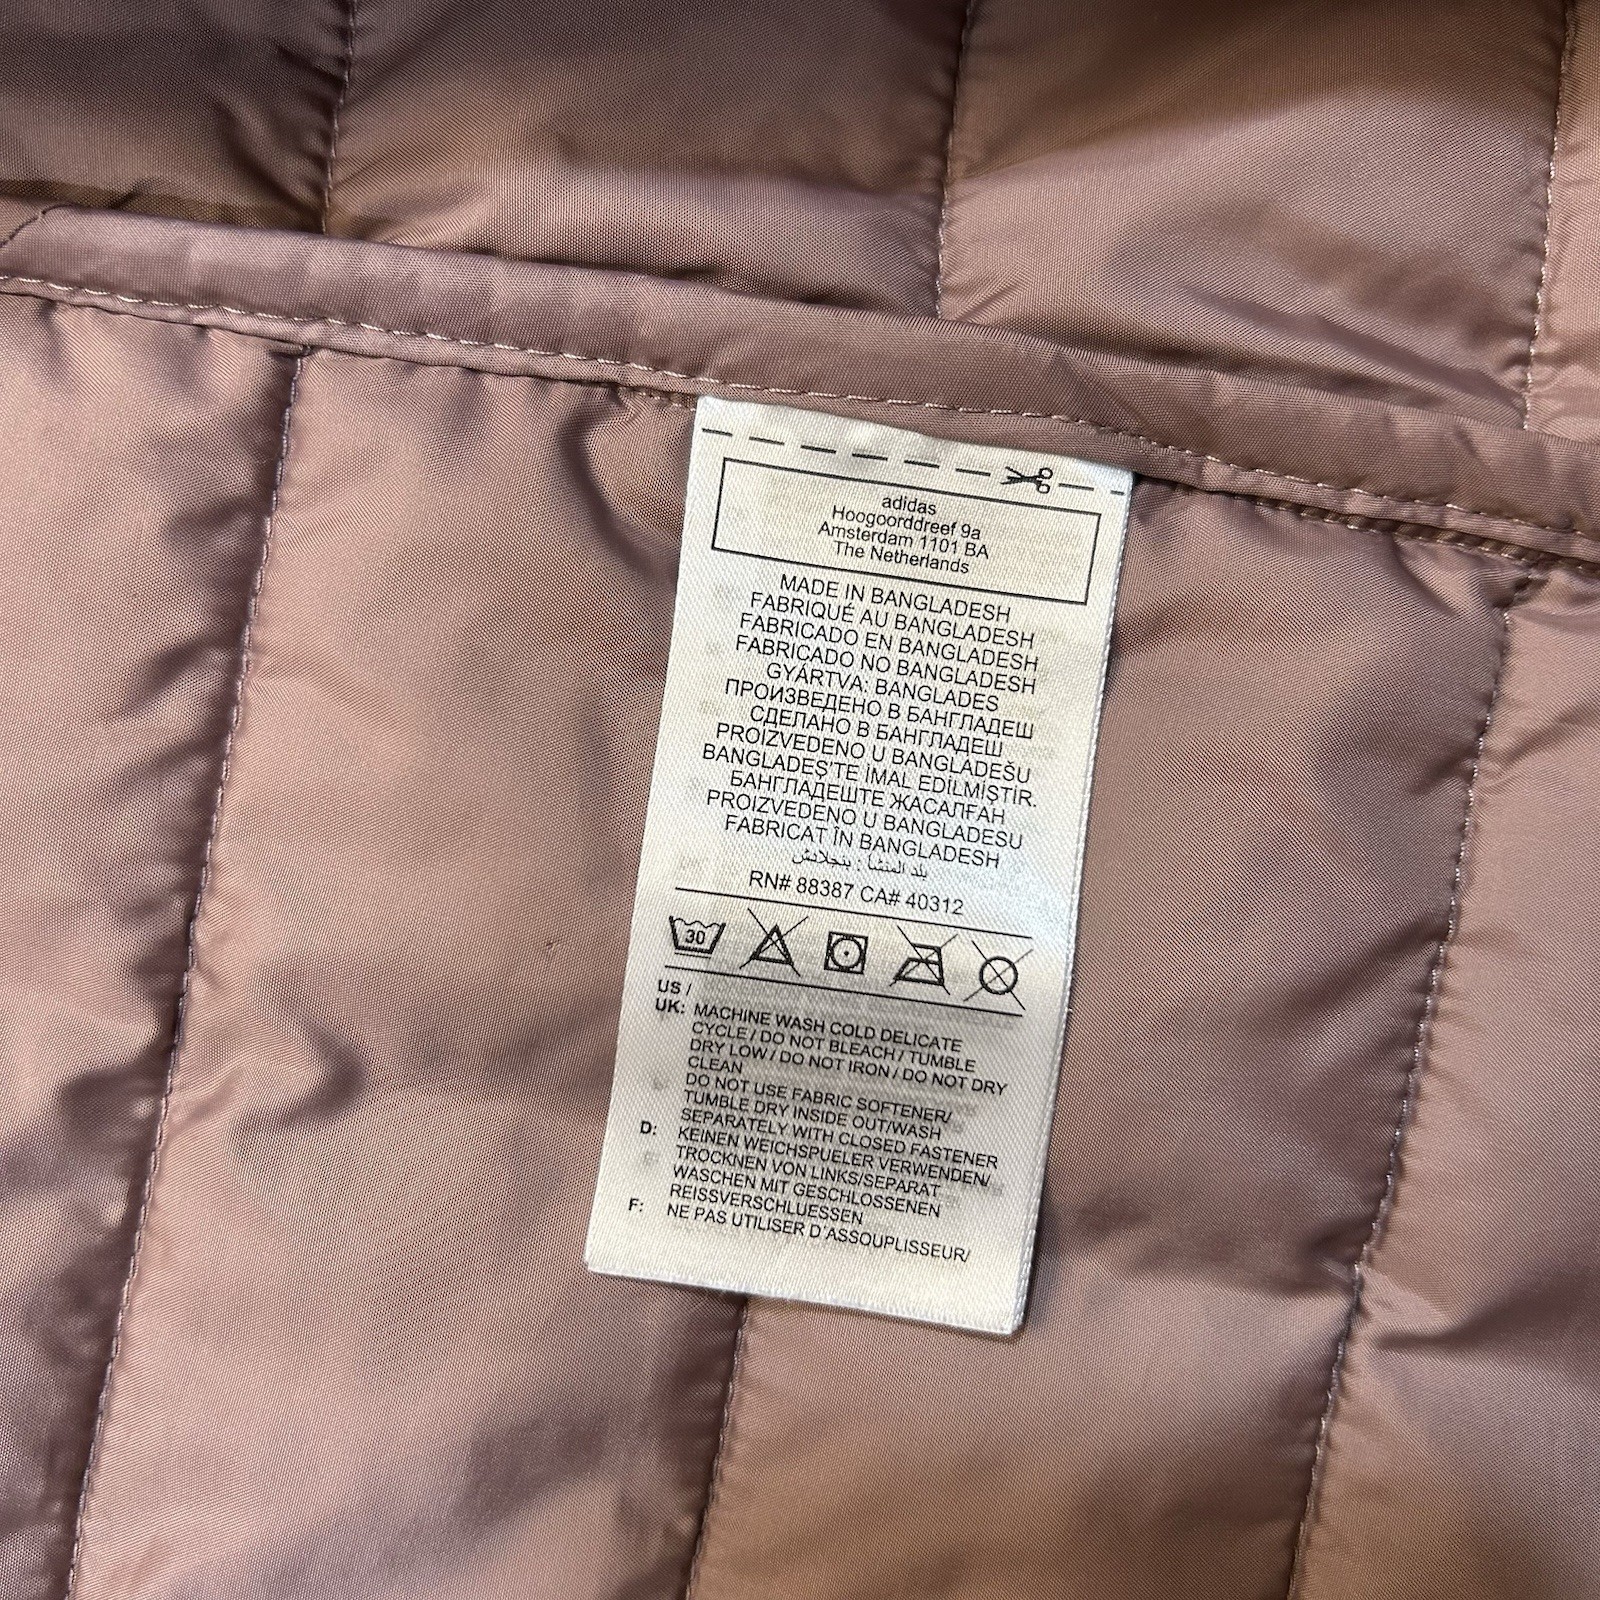 adidas
Hoogoorddreef 9a
Amsterdam 1101 BA
The Netherlands
MADE IN BANGLADESH
FABRIQUÉ AU BANGLADESH
FABRICADO EN BANGLADESH
FABRICADO NO BANGLADESH
GYÁRTVA: BANGLADES
ПРОИЗВЕДЕНО В БАНГЛАДЕШ
СДЕЛАНО В БАНГЛАДЕШ
PROIZVEDENO U BANGLADEŠU
BANGLADEŞ'TE İMAL EDİLMİŞTİR.
БАНГЛАДЕШТЕ ЖАСАЛҒАН
PROIZVEDENO U BANGLADESU
FABRICAT ÎN BANGLADESH
بلد المنشأ : بنجلادش
RN# 88387 CA# 40312
30
US /
UK: MACHINE WASH COLD DELICATE
CYCLE / DO NOT BLEACH / TUMBLE
DRY LOW / DO NOT IRON / DO NOT DRY
CLEAN
DO NOT USE FABRIC SOFTENER/
TUMBLE DRY INSIDE OUT/WASH
SEPARATELY WITH CLOSED FASTENER
D: KEINEN WEICHSPUELER VERWENDEN/
TROCKNEN VON LINKS/SEPARAT
WASCHEN MIT GESCHLOSSENEN
REISSVERSCHLUESSEN
F: NE PAS UTILISER D'ASSOUPLISSEUR/